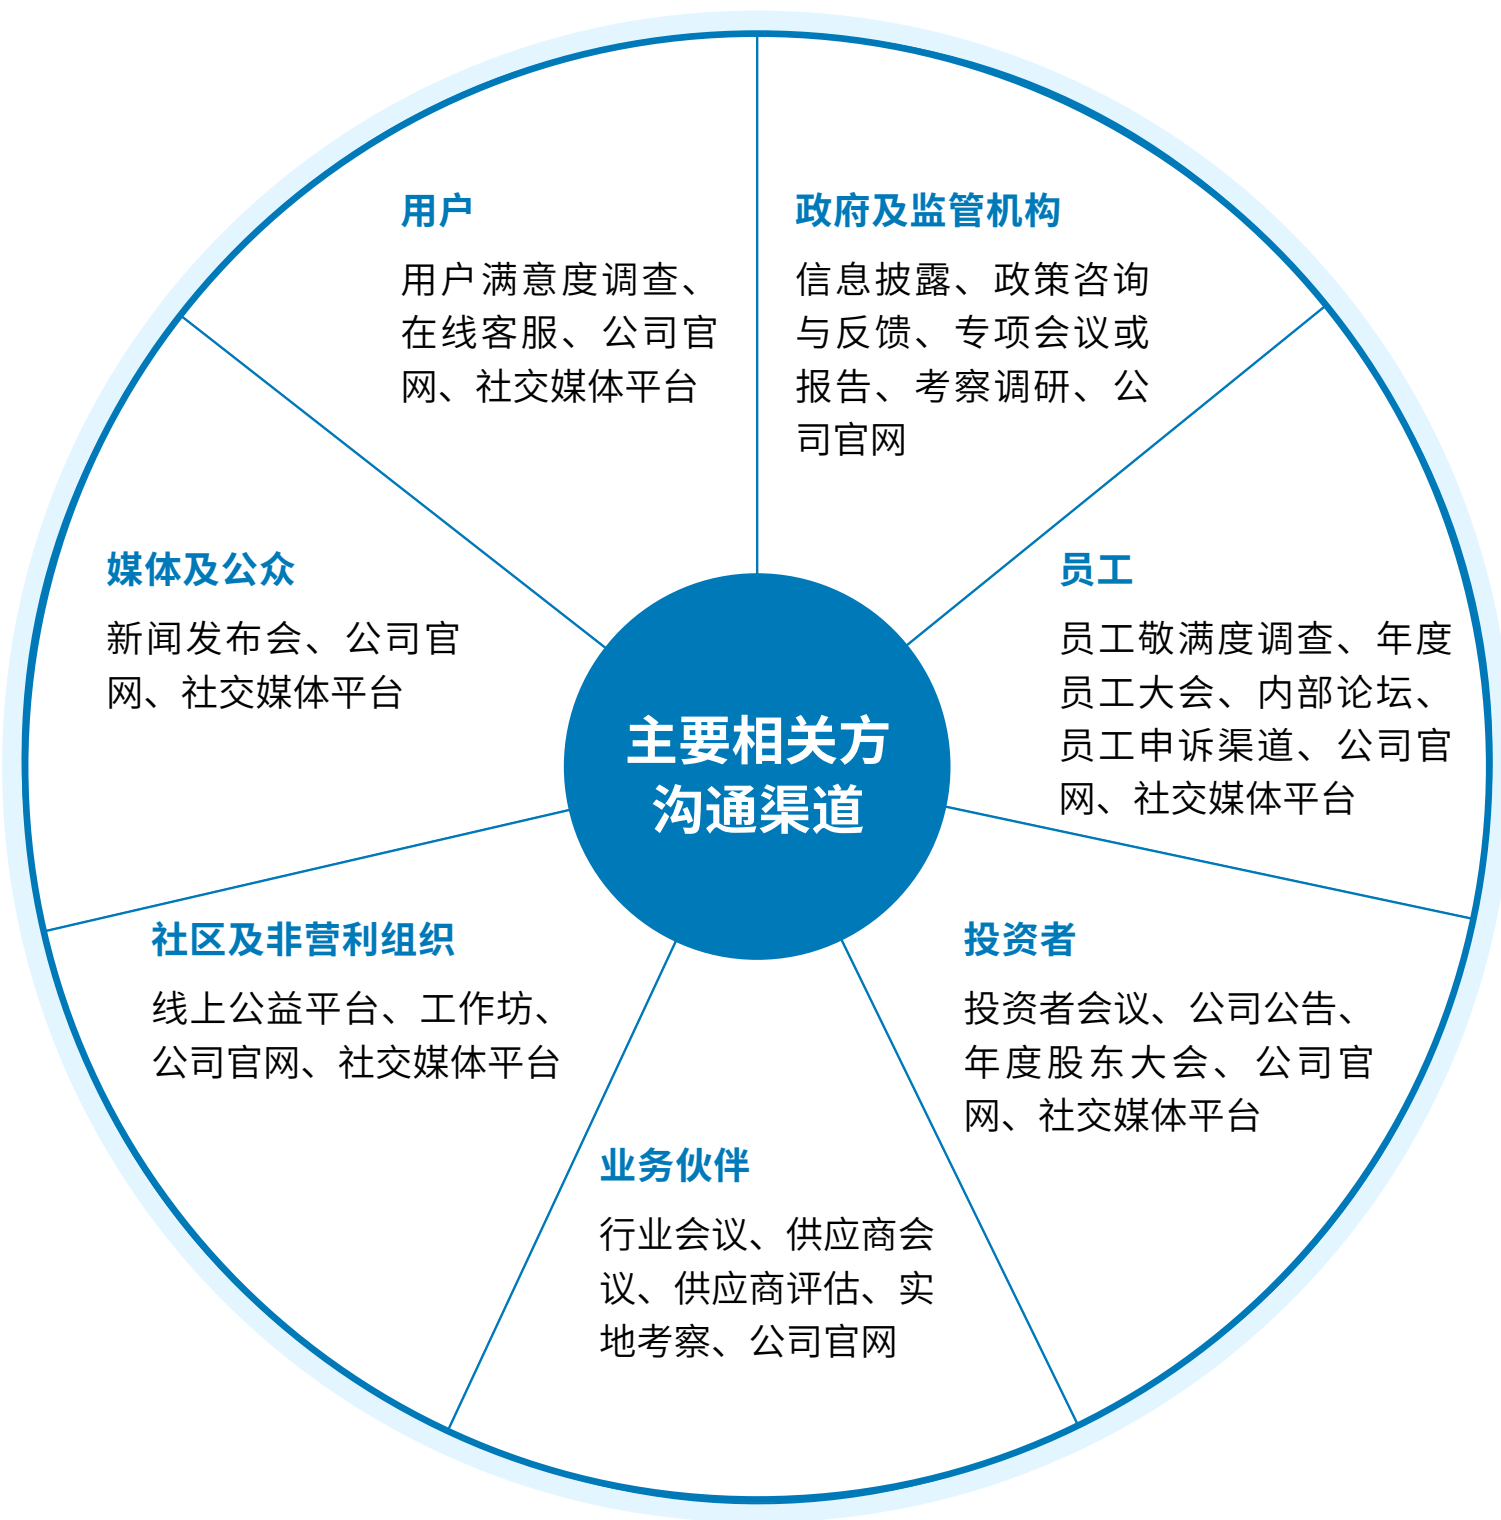 用户
用户满意度调查、
在线客服、公司官
网、社交媒体平台
政府及监管机构
信息披露、政策咨询
与反馈、专项会议或
报告、考察调研、公
司官网
媒体及公众
新闻发布会、公司官
网、社交媒体平台
员工
员工敬满度调查、年度
员工大会、内部论坛、
员工申诉渠道、公司官
网、社交媒体平台
主要相关方
沟通渠道
社区及非营利组织
线上公益平台、工作坊、
公司官网、社交媒体平台
投资者
投资者会议、公司公告、
年度股东大会、公司官
网、社交媒体平台
业务伙伴
行业会议、供应商会
议、供应商评估、实
地考察、公司官网